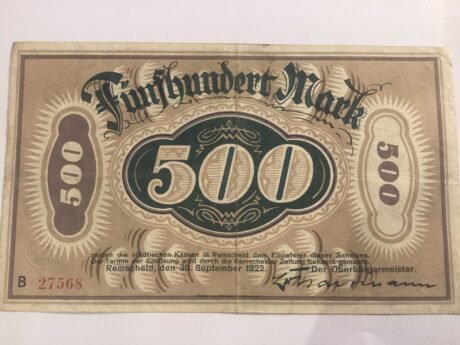 Fünfhundert Mark
500
500
500
zahlen die städtischen Kassen in Remscheid dem Einlieferer dieses Scheines.
Der Termin der Einlösung wird durch die Remscheider Zeitung bekannt gemacht.
Remscheid, den 30. September 1922. Der Oberbürgermeister.
B 27568